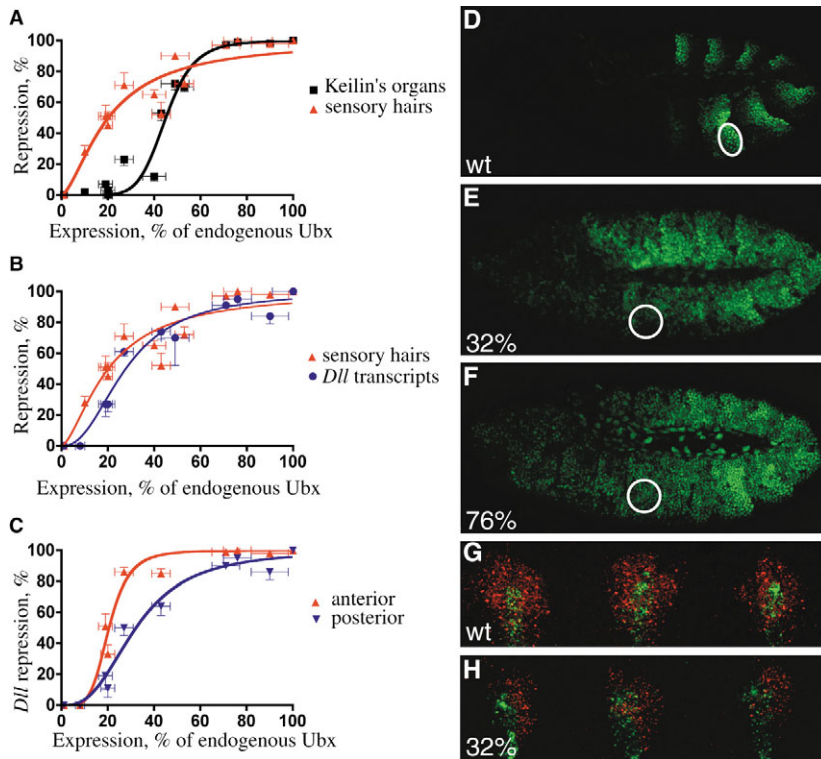 A
100
80
60
40
20
0
Repression, %
Keilin's organs
sensory hairs
0 20 40 60 80 100
Expression, % of endogenous Ubx
B
100
80
60
40
20
0
Repression, %
sensory hairs
Dll transcripts
0 20 40 60 80 100
Expression, % of endogenous Ubx
C
100
80
60
40
20
0
Dll repression, %
anterior
posterior
0 20 40 60 80 100
Expression, % of endogenous Ubx
D
wt
E
32%
F
76%
G
wt
H
32%